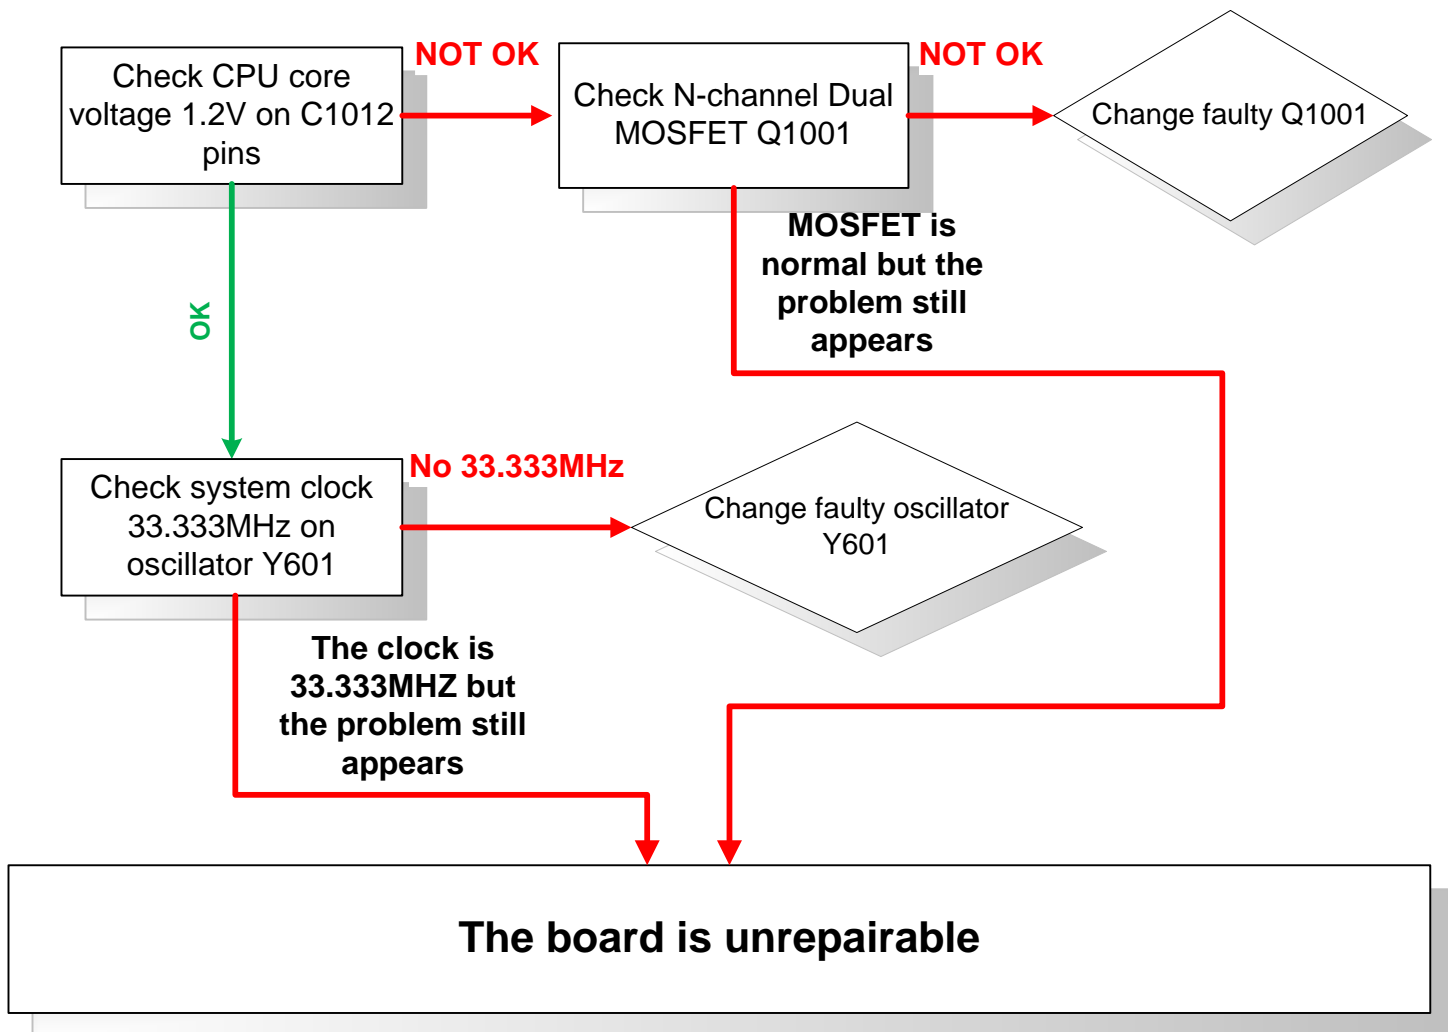 Check CPU core
voltage 1.2V on C1012
pins
NOT OK
Check N-channel Dual
MOSFET Q1001
NOT OK
Change faulty Q1001
MOSFET is
normal but the
problem still
appears
OK
Check system clock
33.333MHz on
oscillator Y601
No 33.333MHz
Change faulty oscillator
Y601
The clock is
33.333MHZ but
the problem still
appears
The board is unrepairable